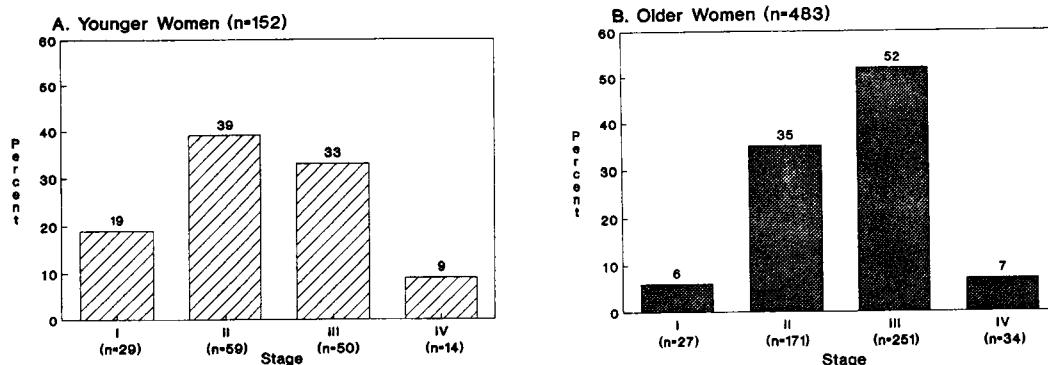 A. Younger Women (n=152)
Percent
60
50
40
30
20
10
0
19
39
33
9
I
II
III
IV
(n=29)
(n=59)
(n=50)
(n=14)
Stage
B. Older Women (n=483)
Percent
60
50
40
30
20
10
0
6
35
52
7
I
II
III
IV
(n=27)
(n=171)
(n=251)
(n=34)
Stage